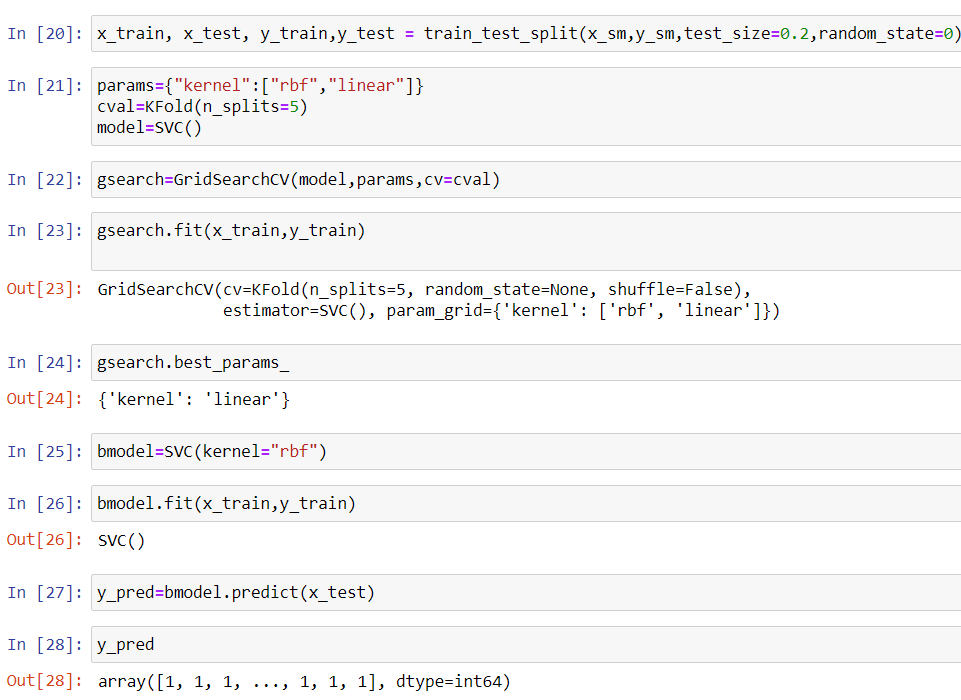 In [20]: x_train, x_test, y_train,y_test = train_test_split(x_sm,y_sm,test_size=0.2,random_state=0)
In [21]: params={"kernel":["rbf","linear"]}
cval=KFold(n_splits=5)
model=SVC()
In [22]: gsearch=GridSearchCV(model,params,cv=cval)
In [23]: gsearch.fit(x_train,y_train)
Out[23]: GridSearchCV(cv=KFold(n_splits=5, random_state=None, shuffle=False),
estimator=SVC(), param_grid={'kernel': ['rbf', 'linear']})
In [24]: gsearch.best_params_
Out[24]: {'kernel': 'linear'}
In [25]: bmodel=SVC(kernel="rbf")
In [26]: bmodel.fit(x_train,y_train)
Out[26]: SVC()
In [27]: y_pred=bmodel.predict(x_test)
In [28]: y_pred
Out[28]: array([1, 1, 1, ..., 1, 1, 1], dtype=int64)